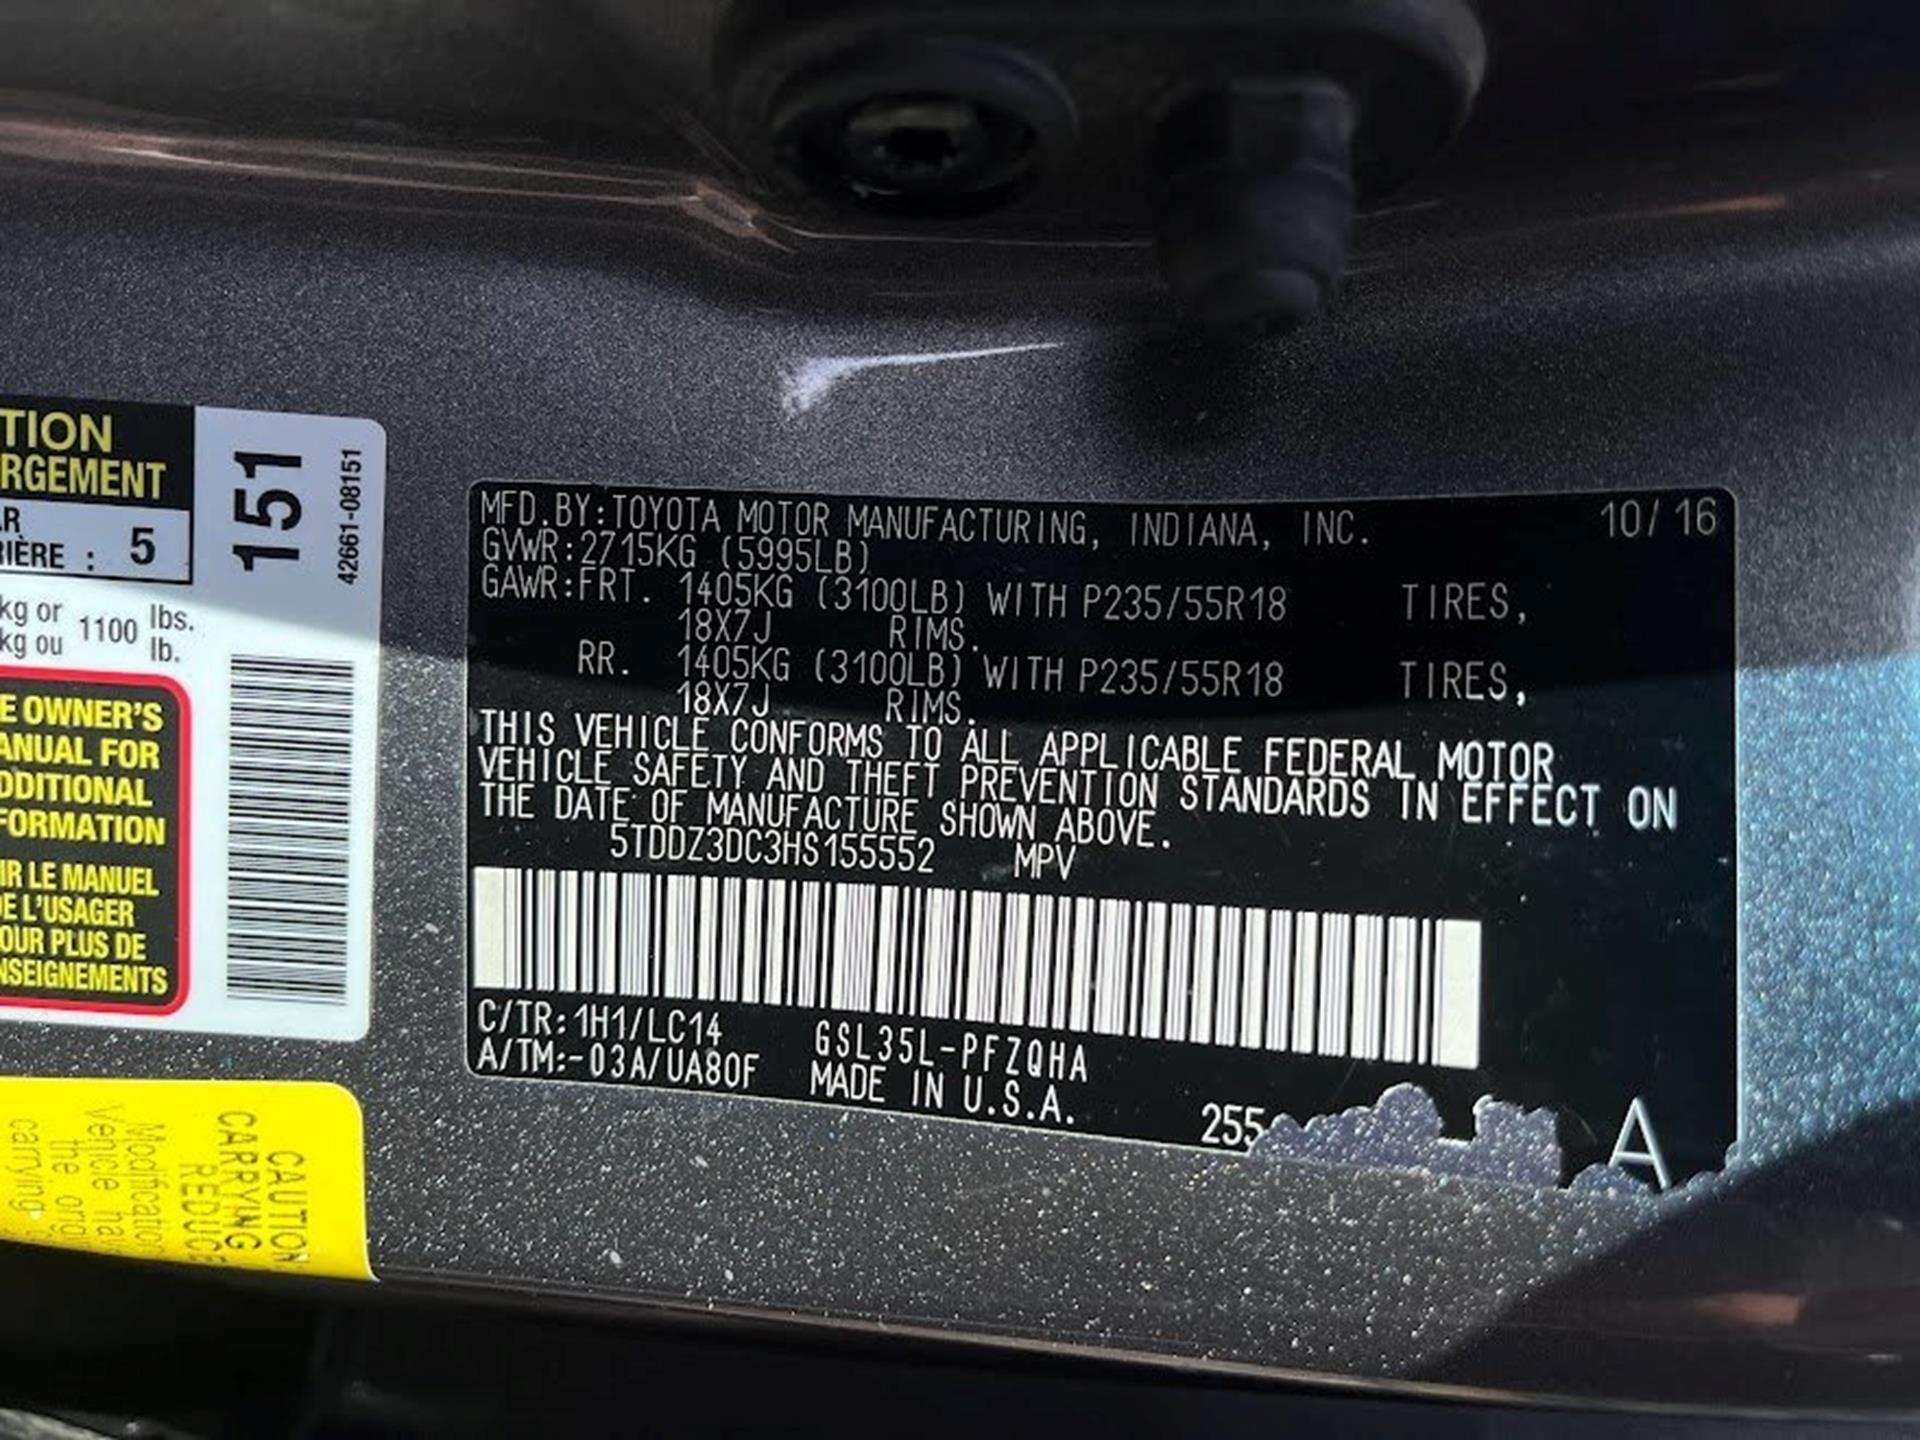 TION
RGEMENT
AR
RIÈRE : 5
kg or 1100 lbs.
kg ou lb.
E OWNER'S
ANUAL FOR
DDITIONAL
FORMATION
IR LE MANUEL
DE L'USAGER
OUR PLUS DE
NSEIGNEMENTS
151
42661-08151
MFD.BY:TOYOTA MOTOR MANUFACTURING, INDIANA, INC. 10/16
GVWR:2715KG (5995LB)
GAWR:FRT. 1405KG (3100LB) WITH P235/55R18 TIRES,
18X7J RIMS.
RR. 1405KG (3100LB) WITH P235/55R18 TIRES,
18X7J RIMS.
THIS VEHICLE CONFORMS TO ALL APPLICABLE FEDERAL MOTOR
VEHICLE SAFETY AND THEFT PREVENTION STANDARDS IN EFFECT ON
THE DATE OF MANUFACTURE SHOWN ABOVE.
5TDDZ3DC3HS155552 MPV
C/TR:1H1/LC14 GSL35L-PFZQHA
A/TM:-03A/UA80F MADE IN U.S.A.
255 A
CAUTION
CARRYING
REDUCE
Modification
the orig
carrying